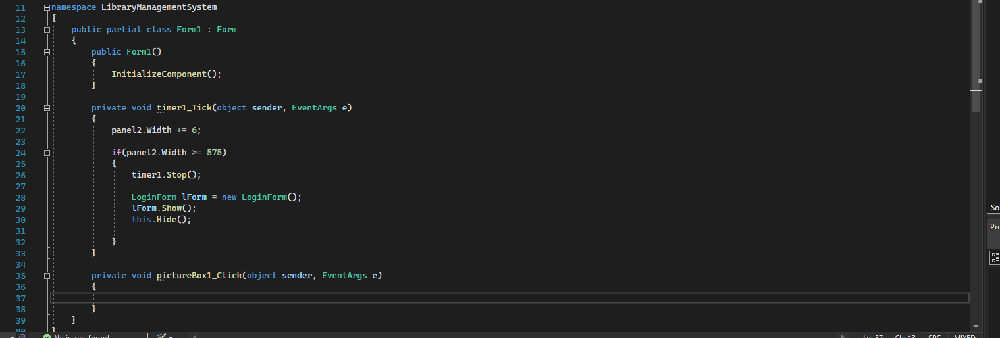 11 namespace LibraryManagementSystem
12 {
13 public partial class Form1 : Form
14 {
15 public Form1()
16 {
17 InitializeComponent();
18 }
19
20 private void timer1_Tick(object sender, EventArgs e)
21 {
22 panel2.Width += 6;
23
24 if(panel2.Width >= 575)
25 {
26 timer1.Stop();
27
28 LoginForm lForm = new LoginForm();
29 lForm.Show();
30 this.Hide();
31
32 }
33 }
34
35 private void pictureBox1_Click(object sender, EventArgs e)
36 {
37
38 }
39 }
40 }
So
Pro
No issues found
Ln: 37 Ch: 13 SPC MIXED